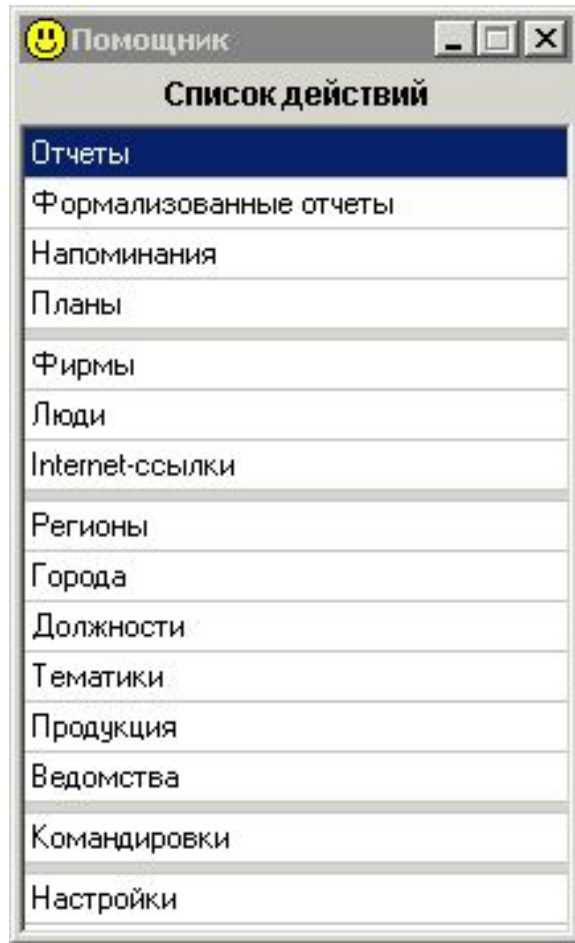 Помощник
Список действий
Отчеты
Формализованные отчеты
Напоминания
Планы
Фирмы
Люди
Internet-ссылки
Регионы
Города
Должности
Тематики
Продукция
Ведомства
Командировки
Настройки